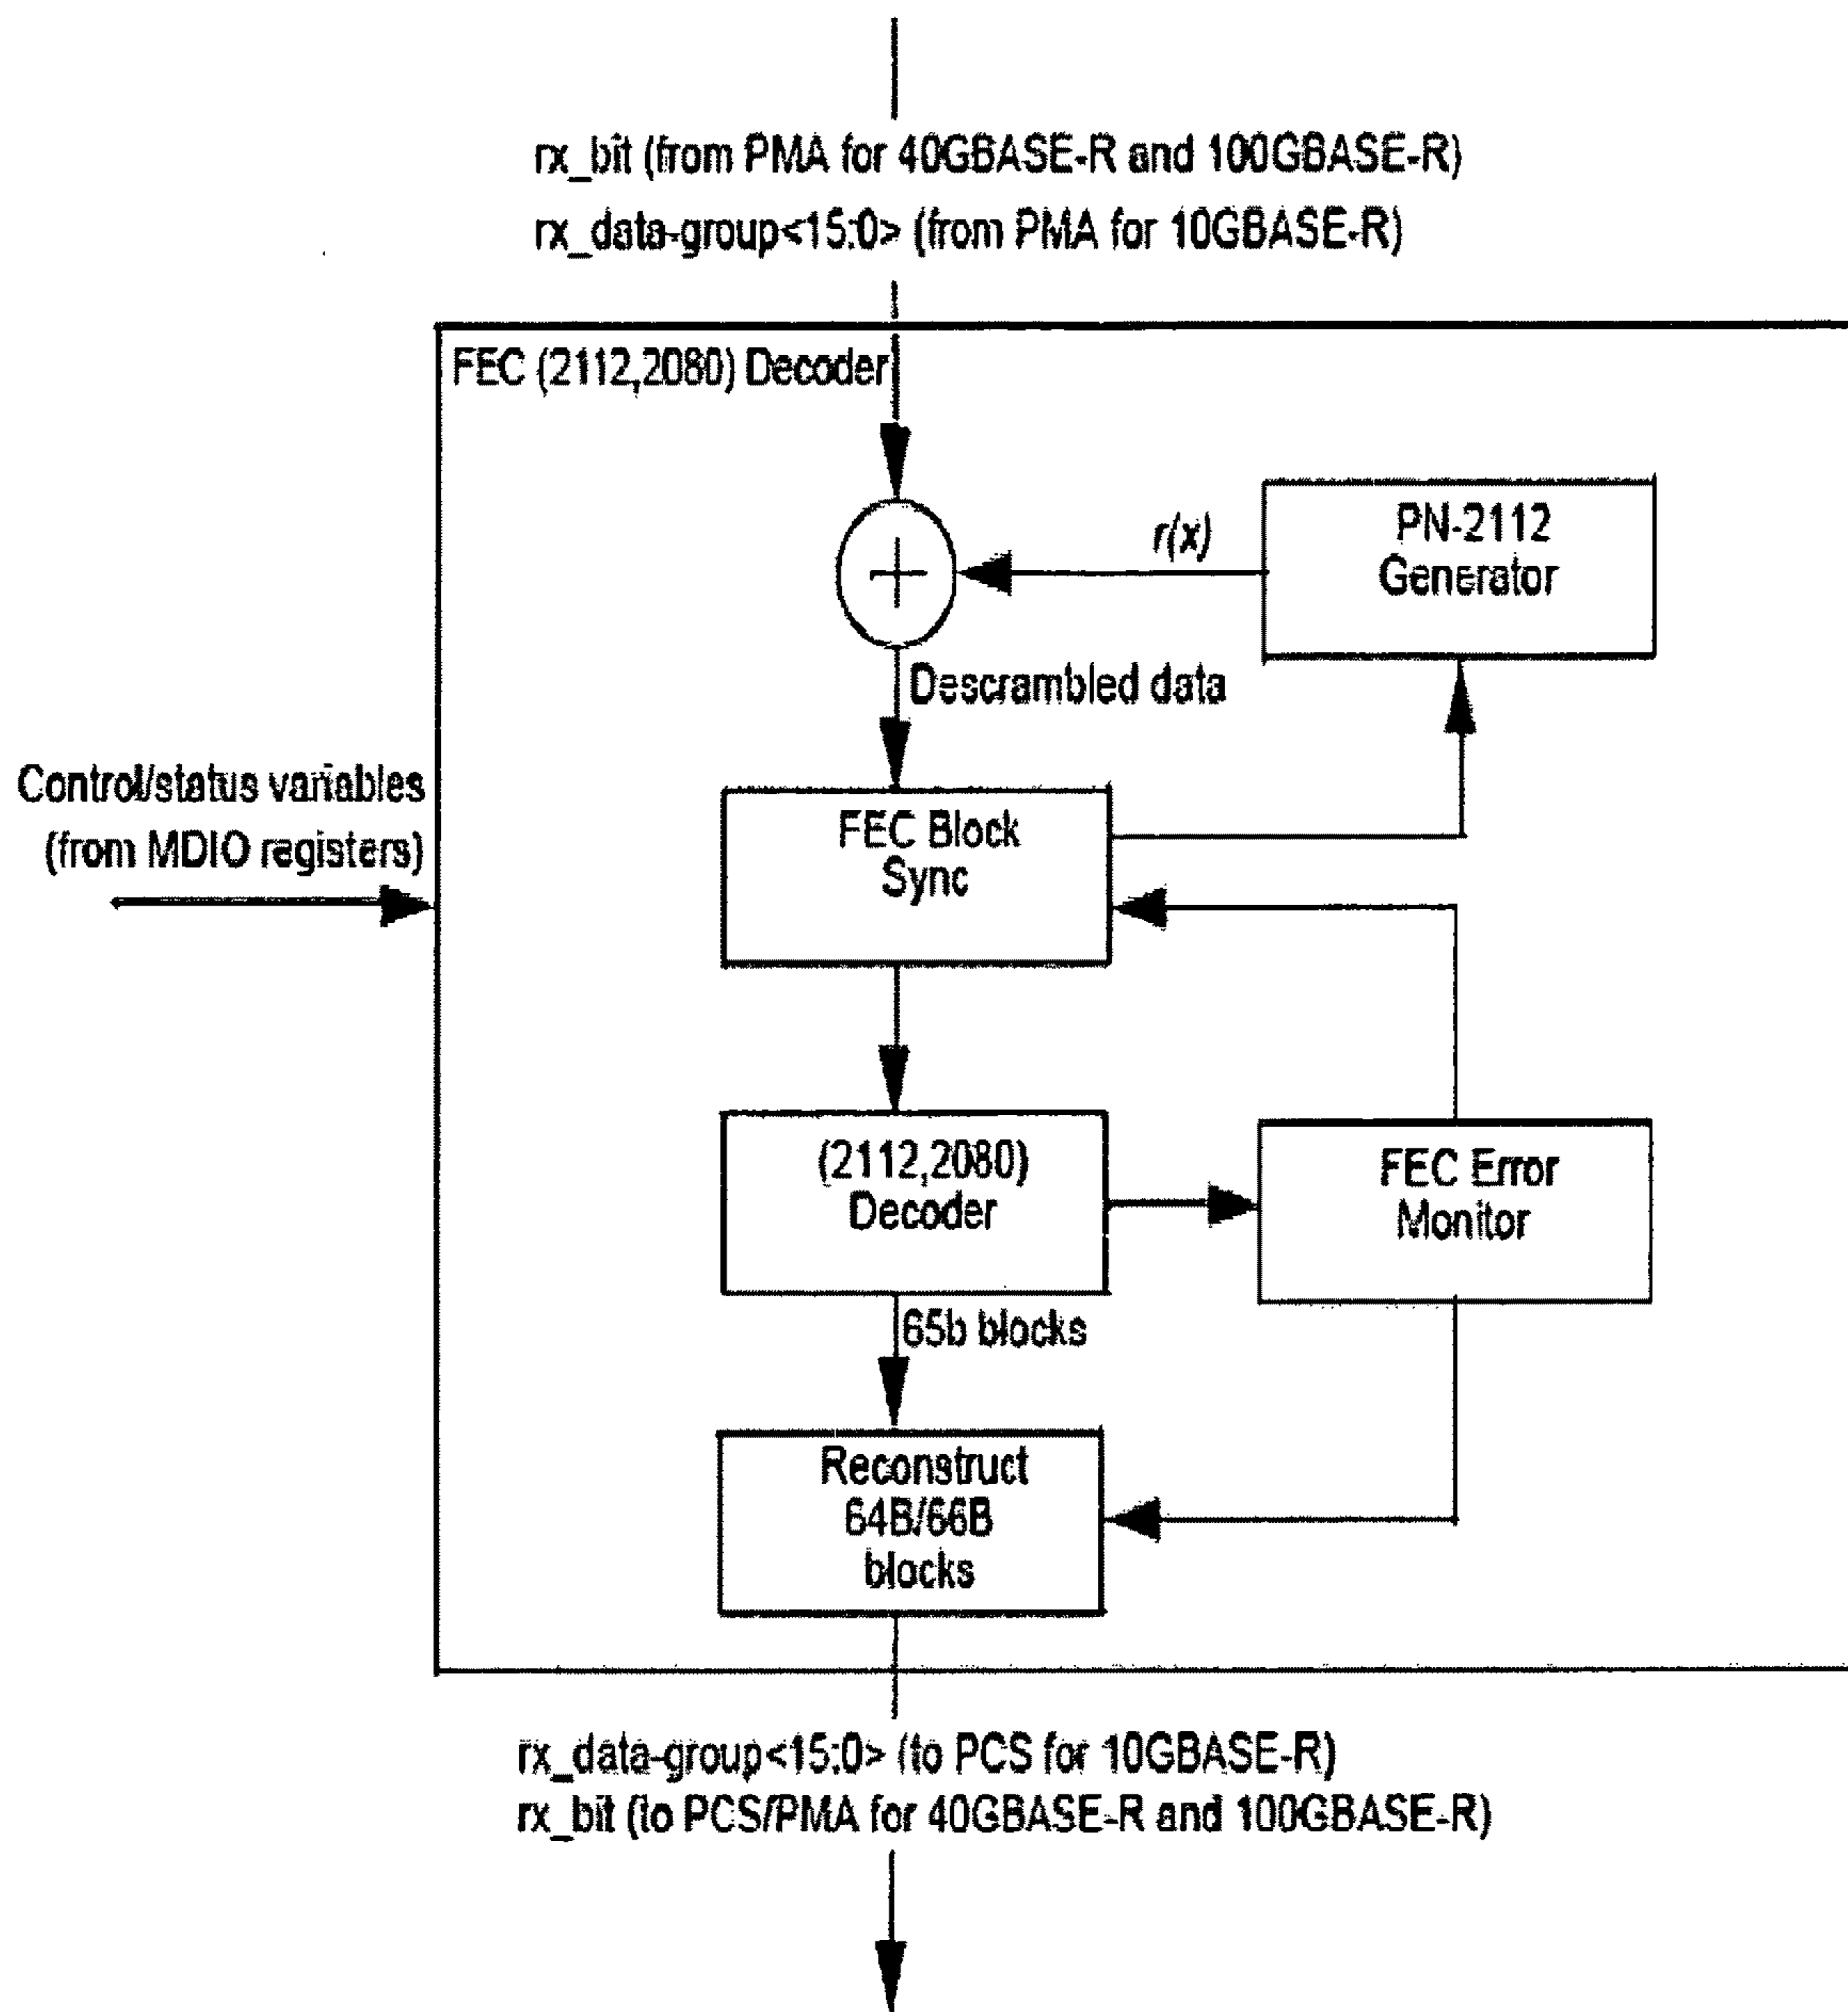 rx_bit (from PMA for 40GBASE-R and 100GBASE-R)
rx_data-group<15:0> (from PMA for 10GBASE-R)
FEC (2112,2080) Decoder
+
r(x)
PN-2112
Generator
Descrambled data
Control/status variables
(from MDIO registers)
FEC Block
Sync
(2112,2080)
Decoder
FEC Error
Monitor
65b blocks
Reconstruct
64B/66B
blocks
rx_data-group<15:0> (to PCS for 10GBASE-R)
rx_bit (to PCS/PMA for 40GBASE-R and 100GBASE-R)